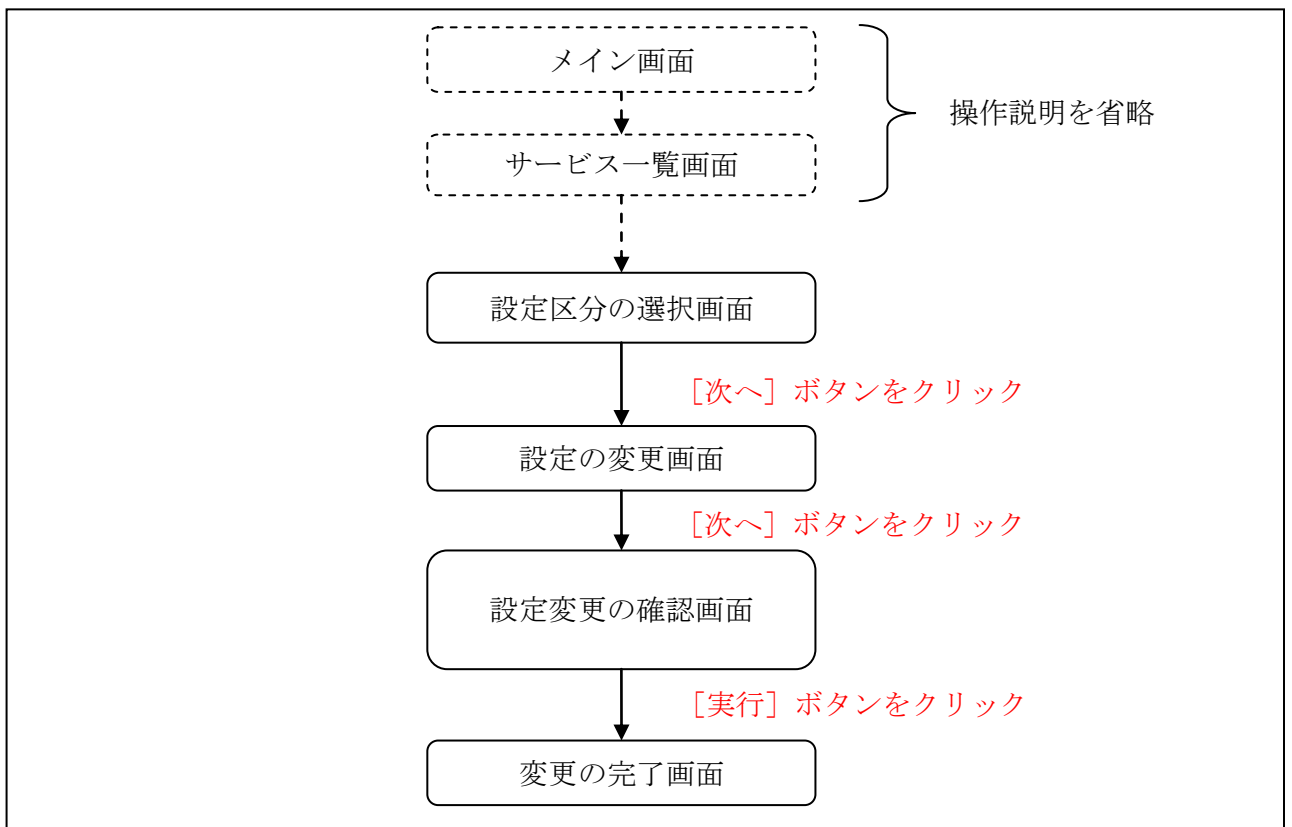 メイン画面
操作説明を省略
サービス一覧画面
設定区分の選択画面
［次へ］ボタンをクリック
設定の変更画面
［次へ］ボタンをクリック
設定変更の確認画面
［実行］ボタンをクリック
変更の完了画面